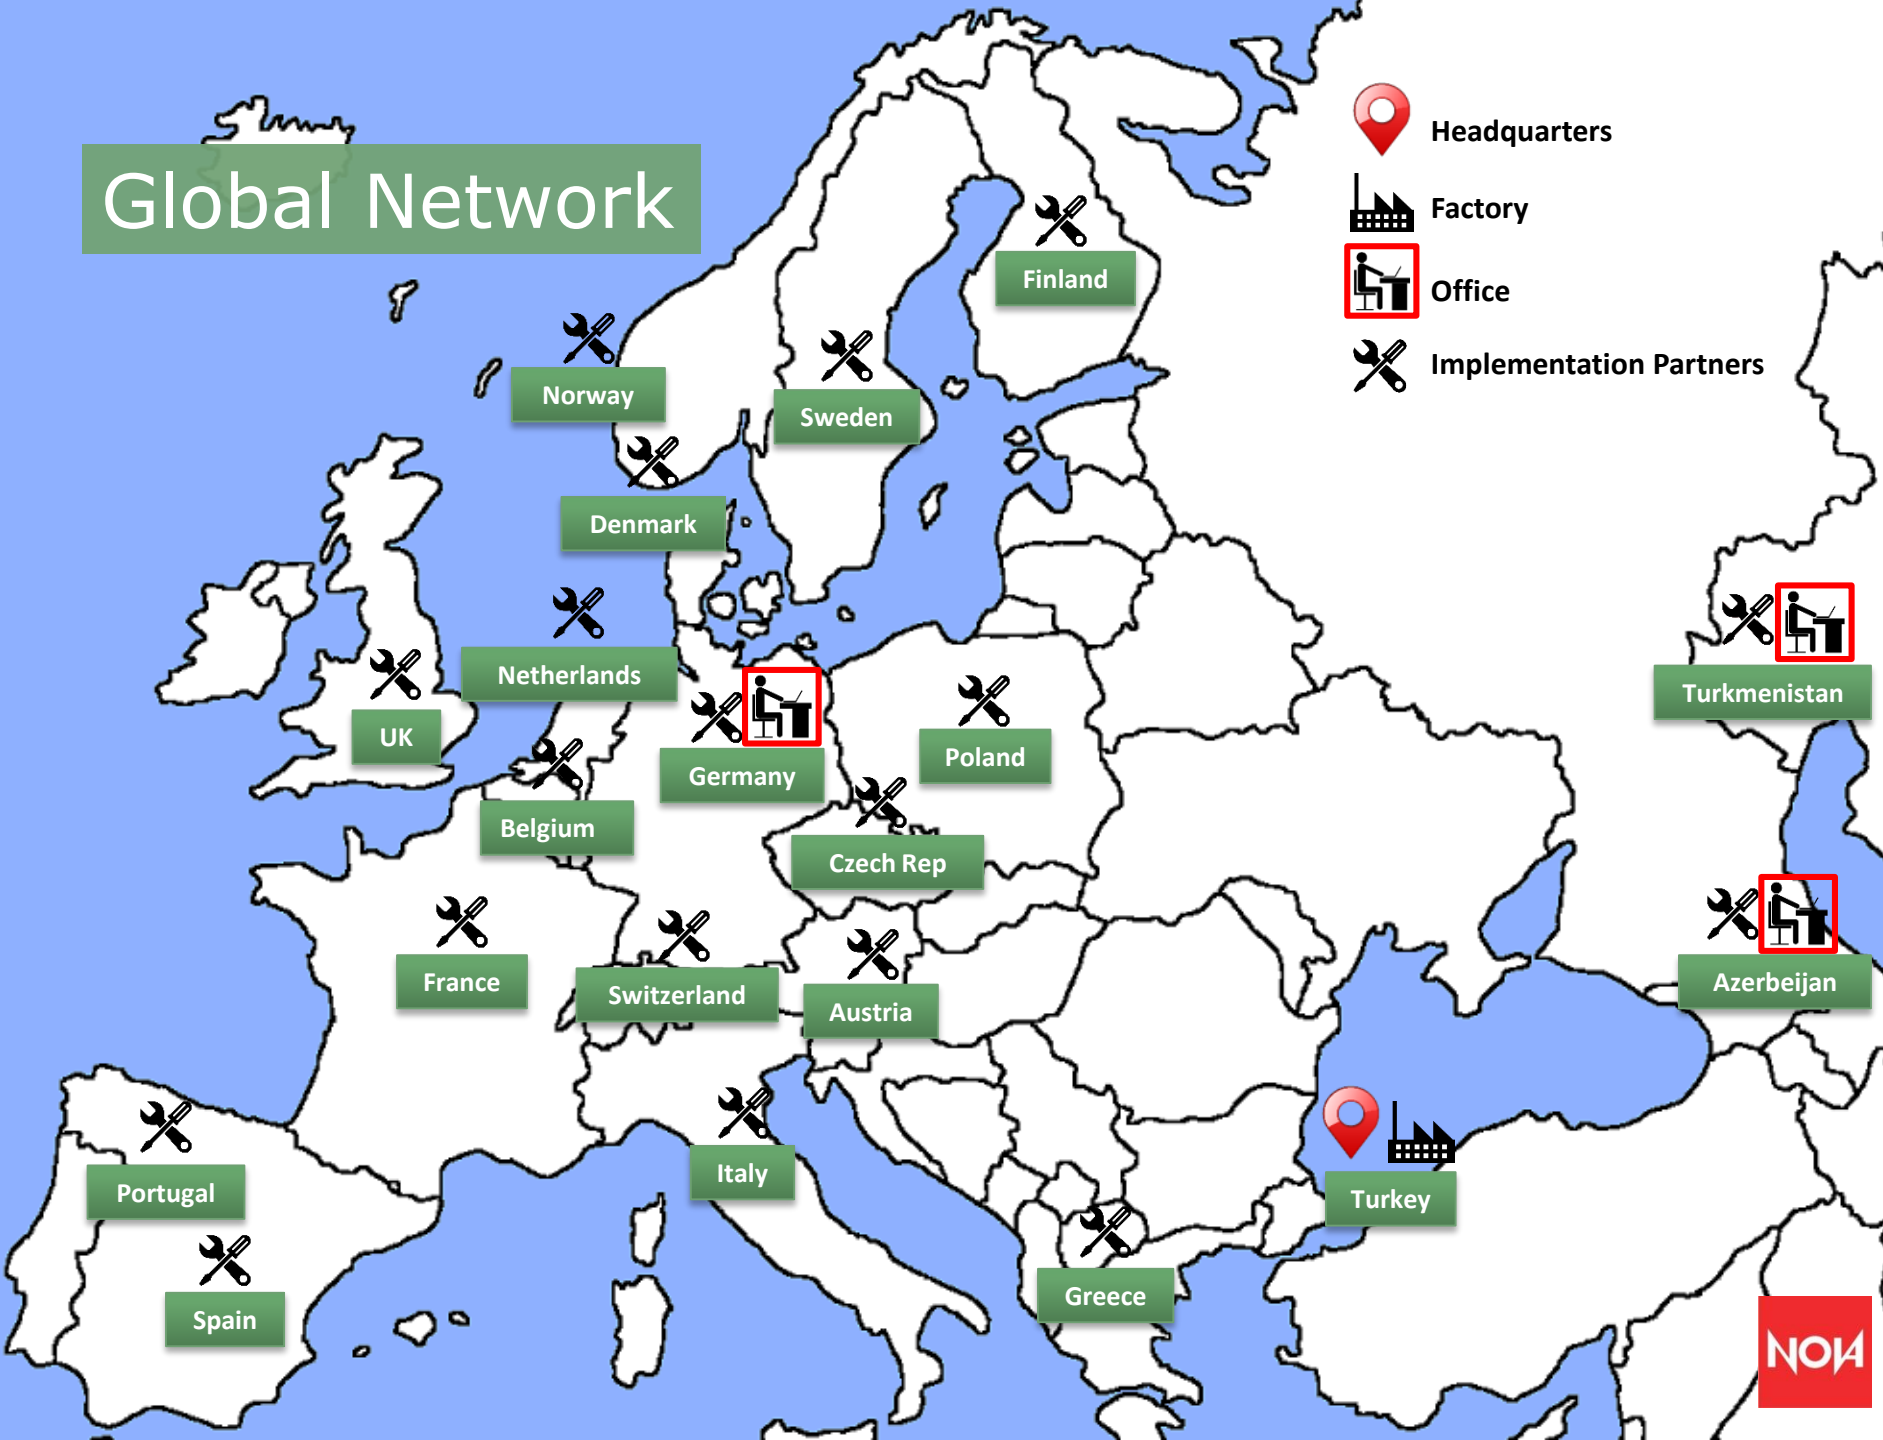 Global Network
Headquarters
Factory
Office
Implementation Partners
Finland
Norway
Sweden
Denmark
Netherlands
Turkmenistan
UK
Germany
Poland
Belgium
Czech Rep
France
Switzerland
Austria
Azerbeijan
Portugal
Italy
Turkey
Spain
Greece
NOIA